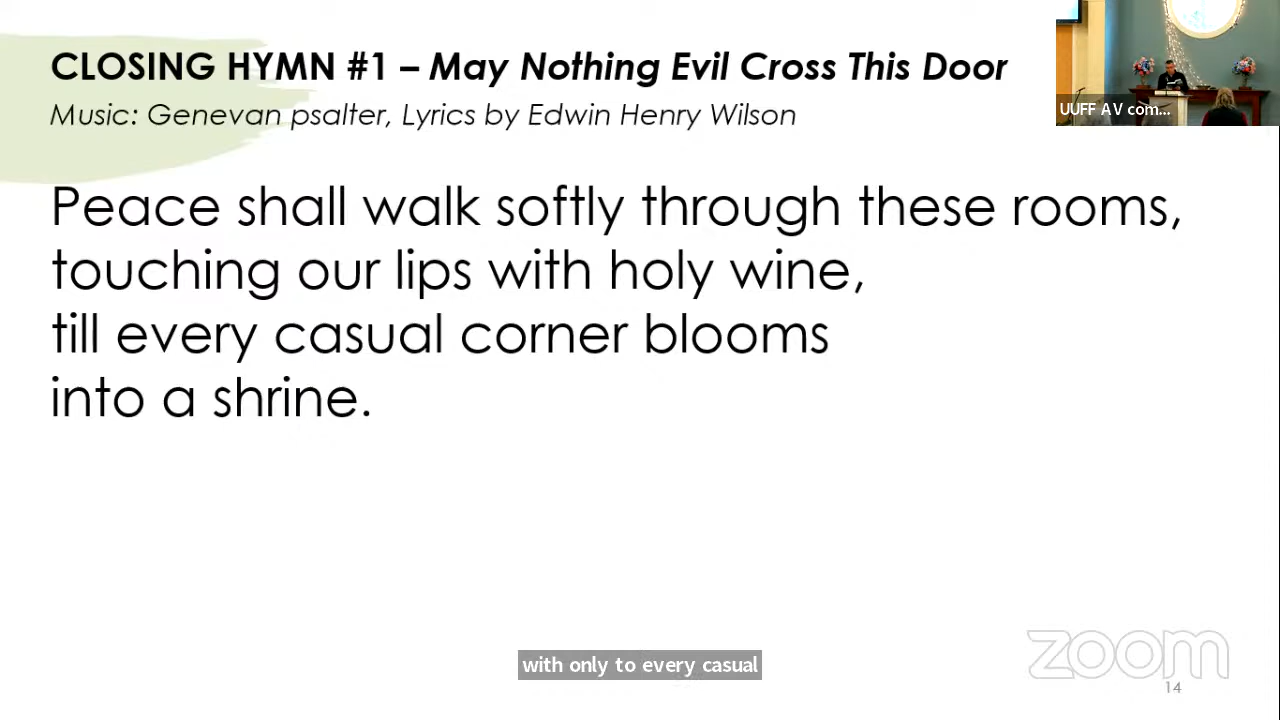 CLOSING HYMN #1 – May Nothing Evil Cross This Door
Music: Genevan psalter, Lyrics by Edwin Henry Wilson
UUFF AV com...
Peace shall walk softly through these rooms,
touching our lips with holy wine,
till every casual corner blooms
into a shrine.
with only to every casual
zoom
14